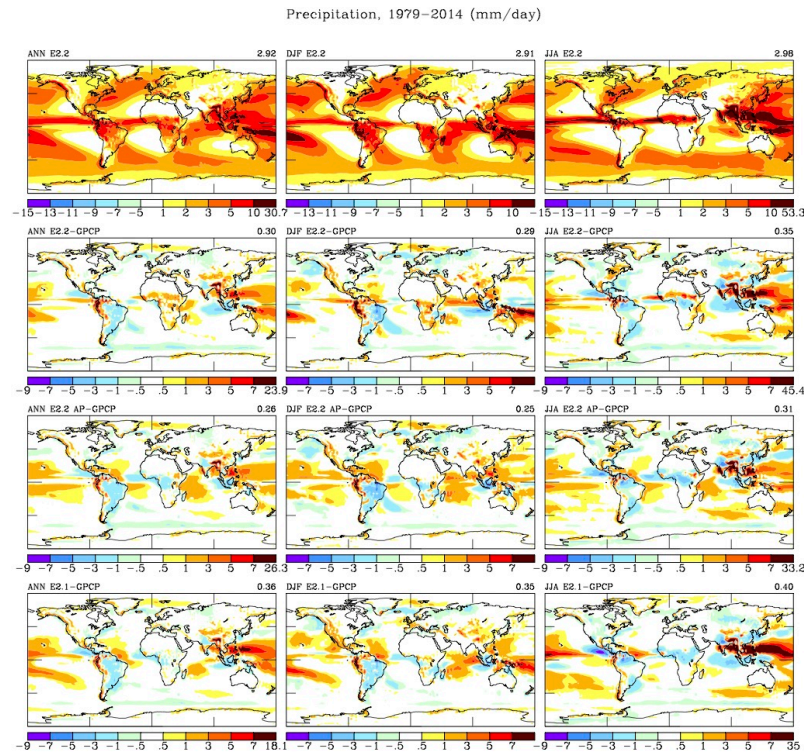 Precipitation, 1979−2014 (mm/day)
ANN E2.2 2.92 DJF E2.2 2.91 JJA E2.2 2.98
−15−13−11 −9 −7 −5 1 2 3 5 10 30.7−13−11 −9 −7 −5 1 2 3 5 10 −15−13−11 −9 −7 −5 1 2 3 5 10 53.3
ANN E2.2−GPCP 0.30 DJF E2.2−GPCP 0.29 JJA E2.2−GPCP 0.35
−9 −7 −5 −3 −1 −.5 .5 1 3 5 7 23.9 −7 −5 −3 −1 −.5 .5 1 3 5 7 −9 −7 −5 −3 −1 −.5 .5 1 3 5 7 45.4
ANN E2.2 AP−GPCP 0.26 DJF E2.2 AP−GPCP 0.25 JJA E2.2 AP−GPCP 0.31
−9 −7 −5 −3 −1 −.5 .5 1 3 5 7 26.3 −7 −5 −3 −1 −.5 .5 1 3 5 7 −9 −7 −5 −3 −1 −.5 .5 1 3 5 7 33.2
ANN E2.1−GPCP 0.36 DJF E2.1−GPCP 0.35 JJA E2.1−GPCP 0.40
−9 −7 −5 −3 −1 −.5 .5 1 3 5 7 18.1 −7 −5 −3 −1 −.5 .5 1 3 5 7 −9 −7 −5 −3 −1 −.5 .5 1 3 5 7 35